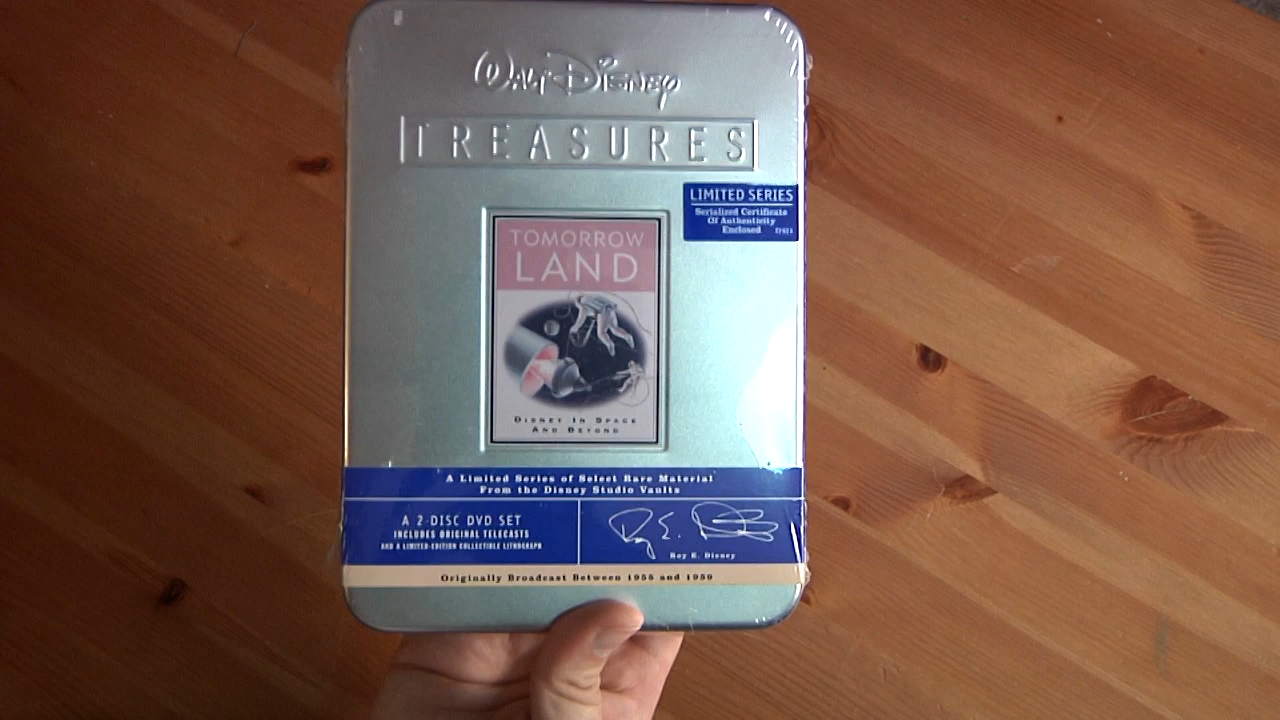 WALT DISNEY
TREASURES
LIMITED SERIES
Serialized Certificate
Of Authenticity
Enclosed
TOMORROW
LAND
DISNEY IN SPACE
AND BEYOND
A Limited Series of Select Rare Material
From the Disney Studio Vaults
A 2-DISC DVD SET
INCLUDES ORIGINAL TELECASTS
AND A LIMITED-EDITION COLLECTIBLE LITHOGRAPH
Roy E. Disney
Roy E. Disney
Originally Broadcast Between 1955 and 1959